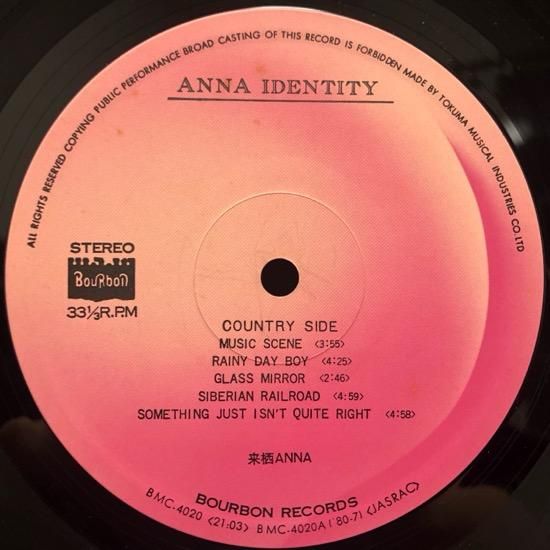 ALL RIGHTS RESERVED COPYING PUBLIC PERFORMANCE BROAD CASTING OF THIS RECORD IS FORBIDDEN MADE BY TOKUMA MUSICAL INDUSTRIES CO. LTD
ANNA IDENTITY
STEREO
BOURBON
33⅓R.P.M
COUNTRY SIDE
MUSIC SCENE <3:55>
RAINY DAY BOY <4:25>
GLASS MIRROR <2:46>
SIBERIAN RAILROAD <4:59>
SOMETHING JUST ISN'T QUITE RIGHT <4:58>
来栖ANNA
BOURBON RECORDS
BMC-4020 <21:03> BMC-4020A ('80-7) <JASRAC>